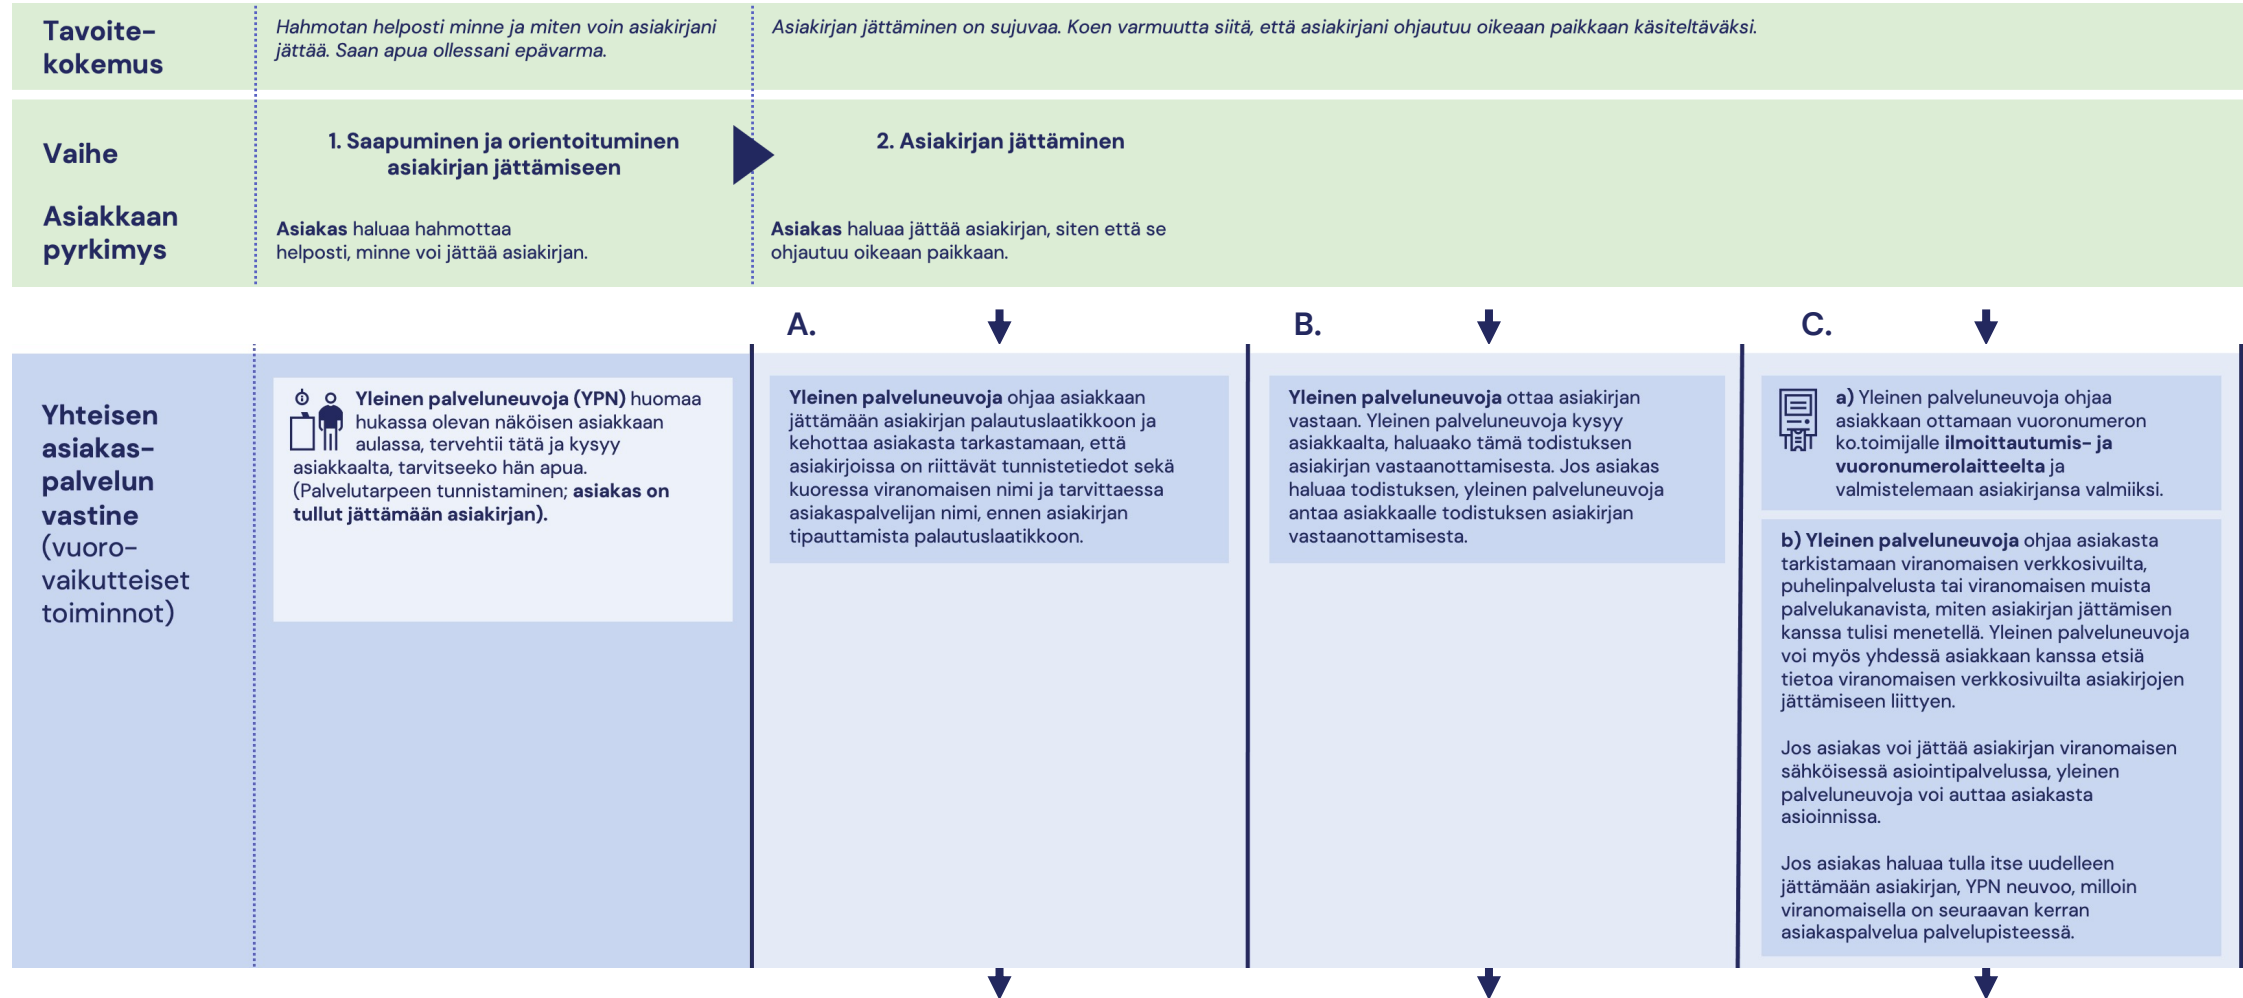 Tavoite-
kokemus
Hahmotan helposti minne ja miten voin asiakirjani
jättää. Saan apua ollessani epävarma.
Asiakirjan jättäminen on sujuvaa. Koen varmuutta siitä, että asiakirjani ohjautuu oikeaan paikkaan käsiteltäväksi.
Vaihe
1. Saapuminen ja orientoituminen
asiakirjan jättämiseen
2. Asiakirjan jättäminen
Asiakkaan
pyrkimys
Asiakas haluaa hahmottaa
helposti, minne voi jättää asiakirjan.
Asiakas haluaa jättää asiakirjan, siten että se
ohjautuu oikeaan paikkaan.
A.
B.
C.
Yhteisen
asiakas-
palvelun
vastine
(vuoro-
vaikutteiset
toiminnot)
Yleinen palveluneuvoja (YPN) huomaa
hukassa olevan näköisen asiakkaan
aulassa, tervehtii tätä ja kysyy
asiakkaalta, tarvitseeko hän apua.
(Palvelutarpeen tunnistaminen; asiakas on
tullut jättämään asiakirjan).
Yleinen palveluneuvoja ohjaa asiakkaan
jättämään asiakirjan palautuslaatikkoon ja
kehottaa asiakasta tarkastamaan, että
asiakirjoissa on riittävät tunnistetiedot sekä
kuoressa viranomaisen nimi ja tarvittaessa
asiakaspalvelijan nimi, ennen asiakirjan
tipauttamista palautuslaatikkoon.
Yleinen palveluneuvoja ottaa asiakirjan
vastaan. Yleinen palveluneuvoja kysyy
asiakkaalta, haluaako tämä todistuksen
asiakirjan vastaanottamisesta. Jos asiakas
haluaa todistuksen, yleinen palveluneuvoja
antaa asiakkaalle todistuksen asiakirjan
vastaanottamisesta.
a) Yleinen palveluneuvoja ohjaa
asiakkaan ottamaan vuoronumeron
ko.toimijalle ilmoittautumis- ja
vuoronumerolaitteelta ja
valmistelemaan asiakirjansa valmiiksi.
b) Yleinen palveluneuvoja ohjaa asiakasta
tarkistamaan viranomaisen verkkosivuilta,
puhelinpalvelusta tai viranomaisen muista
palvelukanavista, miten asiakirjan jättämisen
kanssa tulisi menetellä. Yleinen palveluneuvoja
voi myös yhdessä asiakkaan kanssa etsiä
tietoa viranomaisen verkkosivuilta asiakirjojen
jättämiseen liittyen.
Jos asiakas voi jättää asiakirjan viranomaisen
sähköisessä asiointipalvelussa, yleinen
palveluneuvoja voi auttaa asiakasta
asioinnissa.
Jos asiakas haluaa tulla itse uudelleen
jättämään asiakirjan, YPN neuvoo, milloin
viranomaisella on seuraavan kerran
asiakaspalvelua palvelupisteessä.